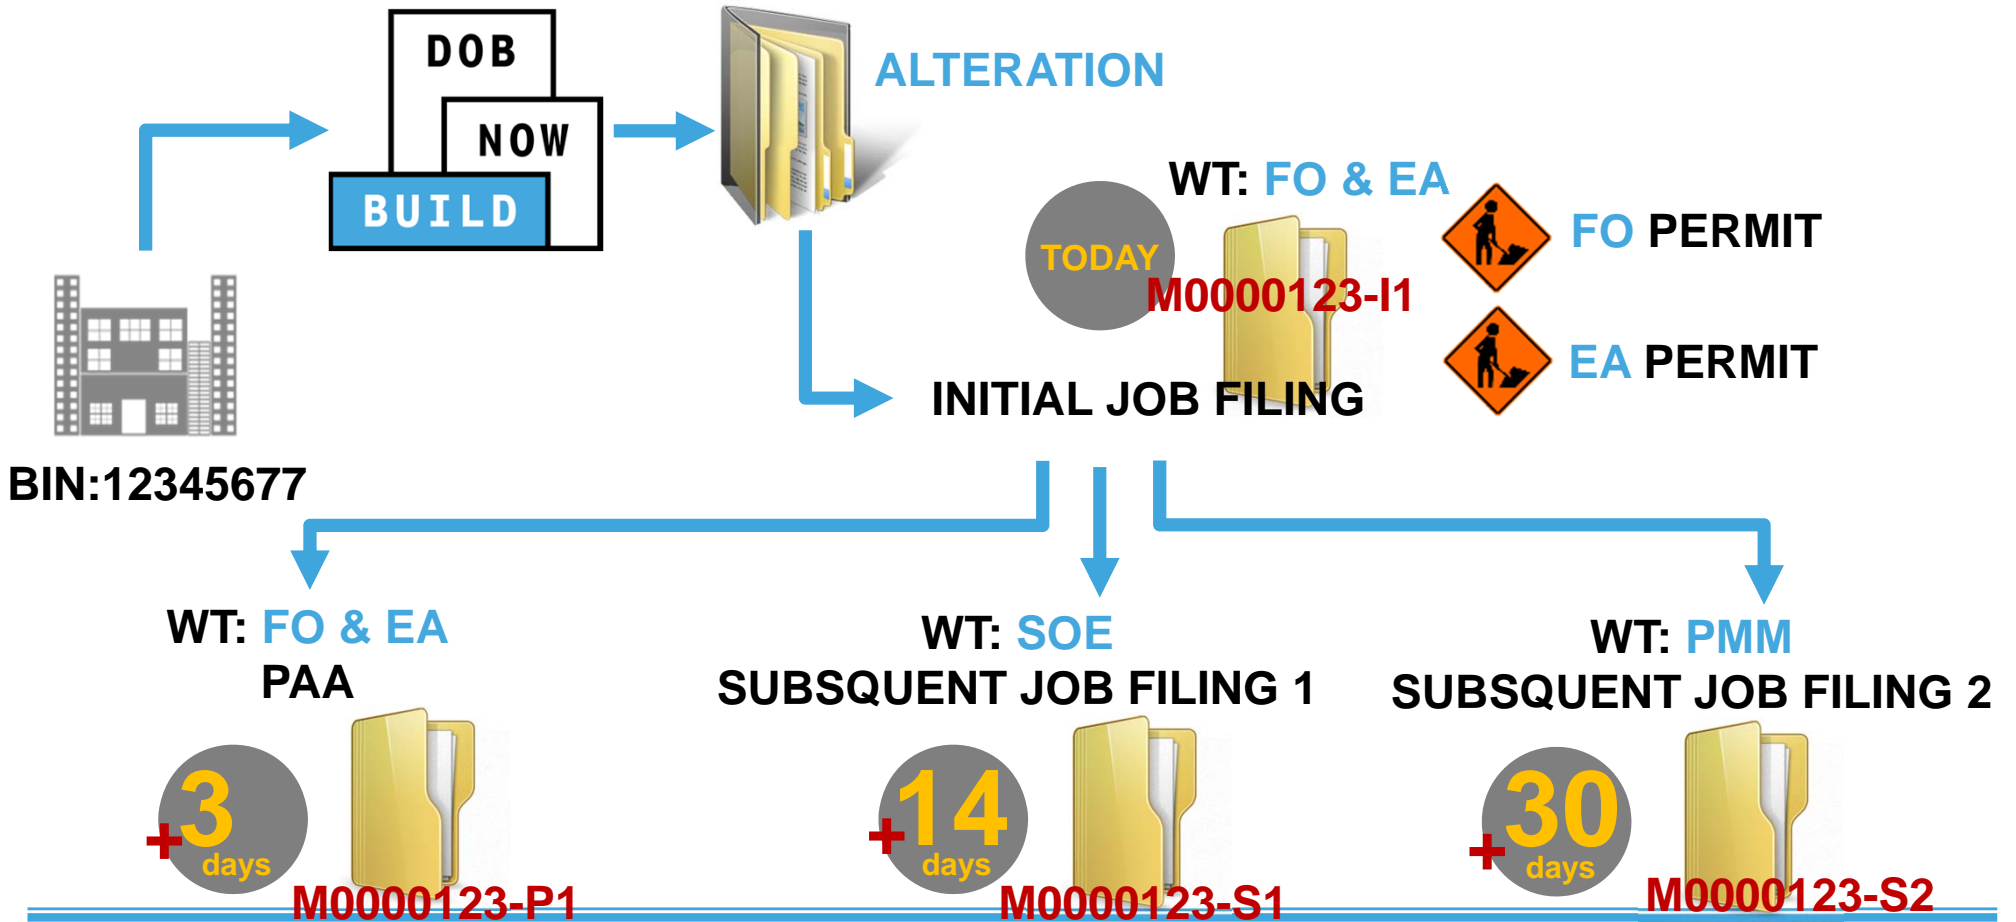 DOB
NOW
BUILD
ALTERATION
WT: FO & EA
TODAY
M0000123-I1
FO PERMIT
EA PERMIT
INITIAL JOB FILING
BIN:12345677
WT: FO & EA
PAA
+3
days
M0000123-P1
WT: SOE
SUBSQUENT JOB FILING 1
+14
days
M0000123-S1
WT: PMM
SUBSQUENT JOB FILING 2
+30
days
M0000123-S2